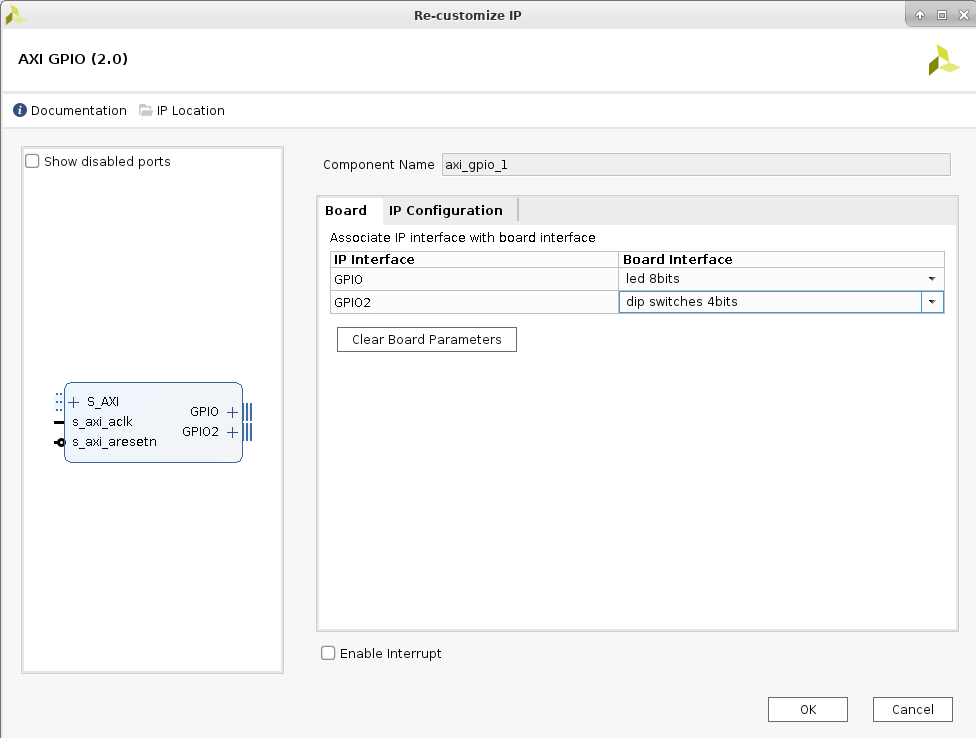 Re-customize IP
AXI GPIO (2.0)
Documentation IP Location
Show disabled ports
S_AXI
s_axi_aclk
s_axi_aresetn
GPIO
GPIO2
Component Name axi_gpio_1
Board IP Configuration
Associate IP interface with board interface
IP Interface Board Interface
GPIO led 8bits
GPIO2 dip switches 4bits
Clear Board Parameters
Enable Interrupt
OK Cancel